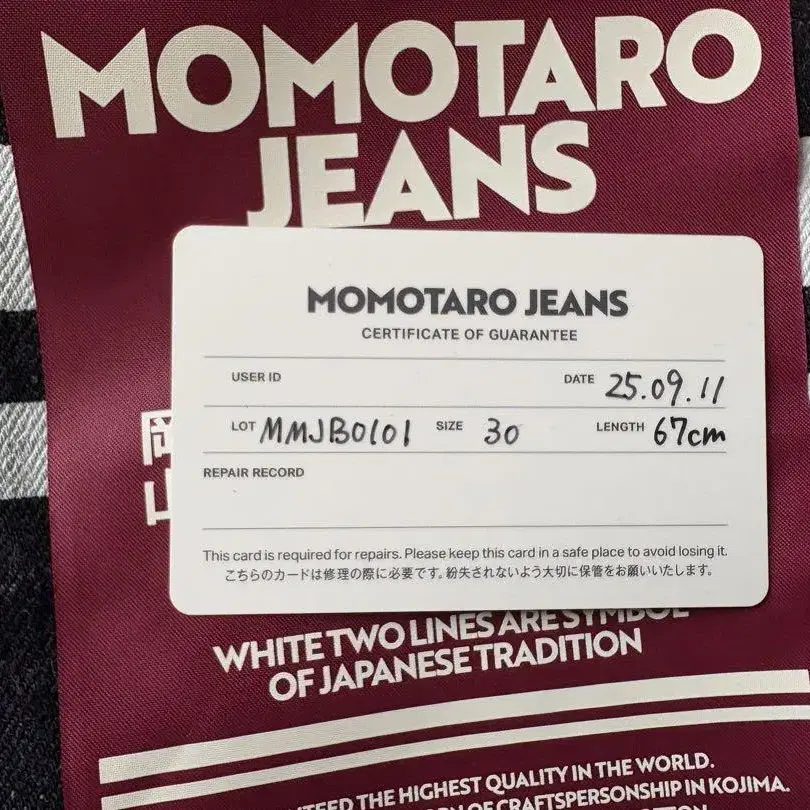 MOMOTARO
JEANS
MOMOTARO JEANS
CERTIFICATE OF GUARANTEE
USER ID
DATE 25.09.11
LOT MMJB0101 SIZE 30 LENGTH 67cm
REPAIR RECORD
This card is required for repairs. Please keep this card in a safe place to avoid losing it.
こちらのカードは修理の際に必要です。紛失されないよう大切に保管をお願いいたします。
岡
山
WHITE TWO LINES ARE SYMBOL
OF JAPANESE TRADITION
THE HIGHEST QUALITY IN THE WORLD.
OF CRAFTSPERSONSHIP IN KOJIMA.